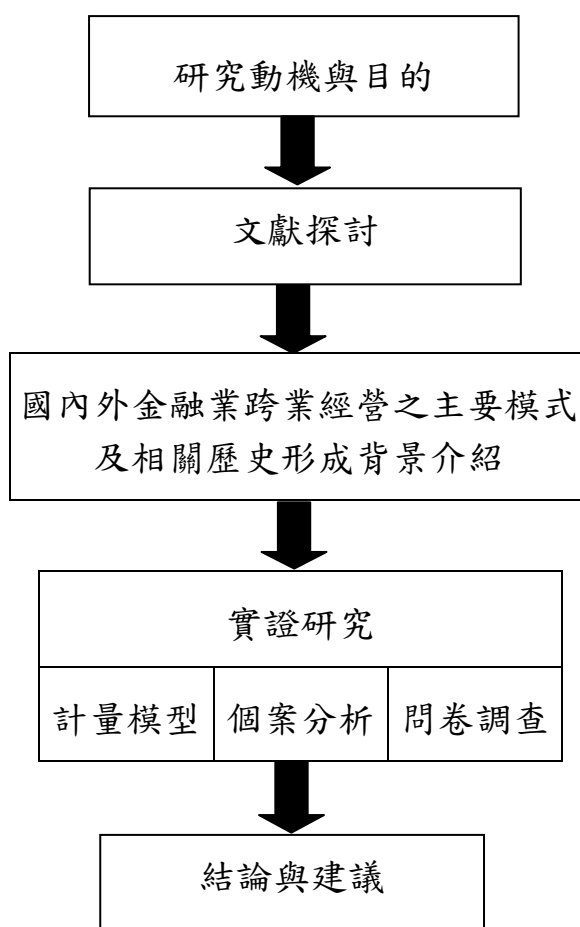 研究動機與目的
文獻探討
國內外金融業跨業經營之主要模式
及相關歷史形成背景介紹
實證研究
計量模型
個案分析
問卷調查
結論與建議